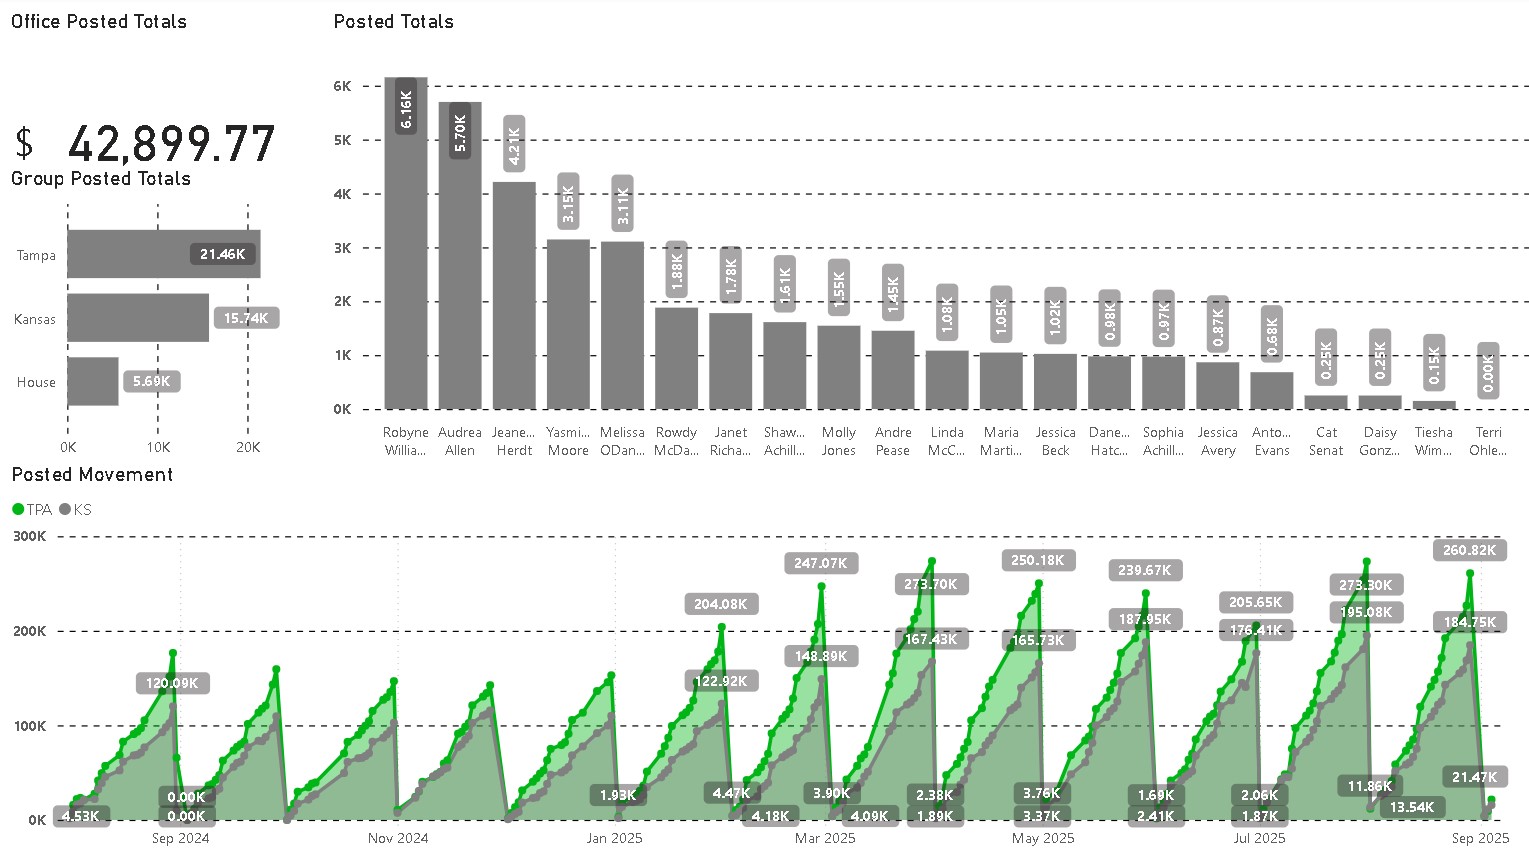 Office Posted Totals
Posted Totals
$ 42,899.77
Group Posted Totals
Tampa 21.46K
Kansas 15.74K
House 5.69K
0K 10K 20K
6K
5K
4K
3K
2K
1K
0K
6.16K 5.70K 4.21K 3.15K 3.11K 1.88K 1.78K 1.61K 1.55K 1.45K 1.08K 1.05K 1.02K 0.98K 0.97K 0.87K 0.68K 0.25K 0.25K 0.15K 0.00K
Robyne Audrea Jeane... Yasmi... Melissa Rowdy Janet Shaw... Molly Andre Linda Maria Jessica Dane... Sophia Jessica Anto... Cat Daisy Tiesha Terri
Willia... Allen Herdt Moore ODan... McDa... Richa... Achill... Jones Pease McC... Marti... Beck Hatc... Achill... Avery Evans Senat Gonz... Wim... Ohle...
Posted Movement
TPA KS
300K
200K
100K
0K
260.82K
247.07K 250.18K
239.67K
273.70K 273.30K
204.08K 205.65K
195.08K
187.95K 184.75K
176.41K
167.43K 165.73K
148.89K
120.09K 122.92K
21.47K
11.86K
0.00K 1.93K 4.47K 3.90K 2.38K 3.76K 1.69K 2.06K
13.54K
4.53K 0.00K 4.18K 4.09K 1.89K 3.37K 2.41K 1.87K
Sep 2024 Nov 2024 Jan 2025 Mar 2025 May 2025 Jul 2025 Sep 2025